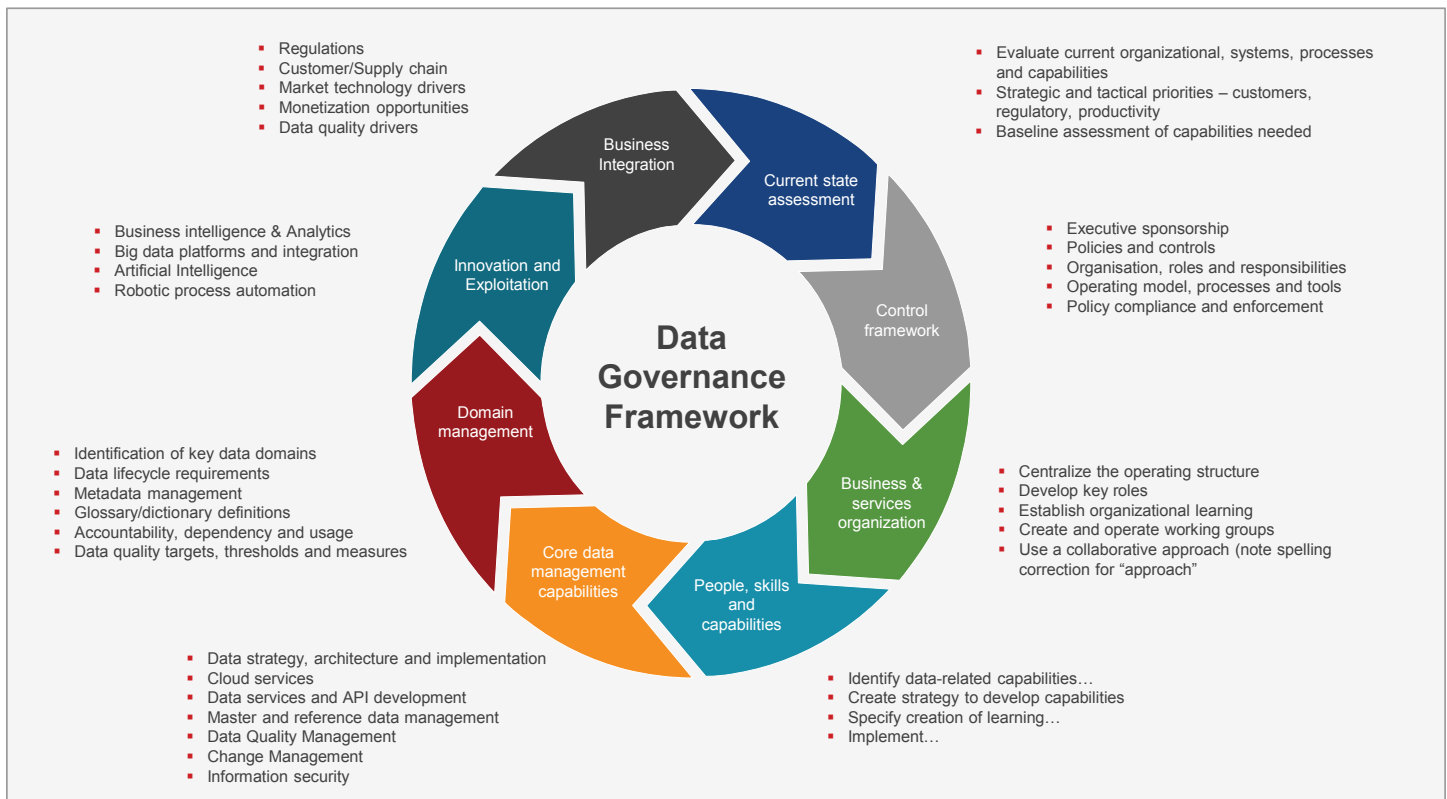 Data
Governance
Framework
Business
Integration
▪ Regulations
▪ Customer/Supply chain
▪ Market technology drivers
▪ Monetization opportunities
▪ Data quality drivers
Current state
assessment
▪ Evaluate current organizational, systems, processes
and capabilities
▪ Strategic and tactical priorities – customers,
regulatory, productivity
▪ Baseline assessment of capabilities needed
Control
framework
▪ Executive sponsorship
▪ Policies and controls
▪ Organisation, roles and responsibilities
▪ Operating model, processes and tools
▪ Policy compliance and enforcement
Business &
services
organization
▪ Centralize the operating structure
▪ Develop key roles
▪ Establish organizational learning
▪ Create and operate working groups
▪ Use a collaborative approach (note spelling
correction for “approach”
People, skills
and
capabilities
▪ Identify data-related capabilities…
▪ Create strategy to develop capabilities
▪ Specify creation of learning…
▪ Implement…
Core data
management
capabilities
▪ Data strategy, architecture and implementation
▪ Cloud services
▪ Data services and API development
▪ Master and reference data management
▪ Data Quality Management
▪ Change Management
▪ Information security
Domain
management
▪ Identification of key data domains
▪ Data lifecycle requirements
▪ Metadata management
▪ Glossary/dictionary definitions
▪ Accountability, dependency and usage
▪ Data quality targets, thresholds and measures
Innovation and
Exploitation
▪ Business intelligence & Analytics
▪ Big data platforms and integration
▪ Artificial Intelligence
▪ Robotic process automation